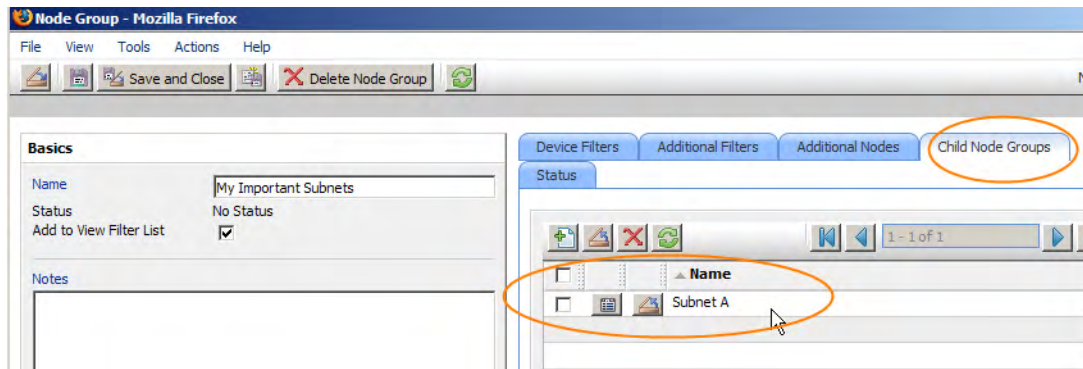 Node Group - Mozilla Firefox
File View Tools Actions Help
Save and Close Delete Node Group
Basics
Name My Important Subnets
Status No Status
Add to View Filter List
Notes
Device Filters Additional Filters Additional Nodes Child Node Groups
Status
1 - 1 of 1
Name
Subnet A